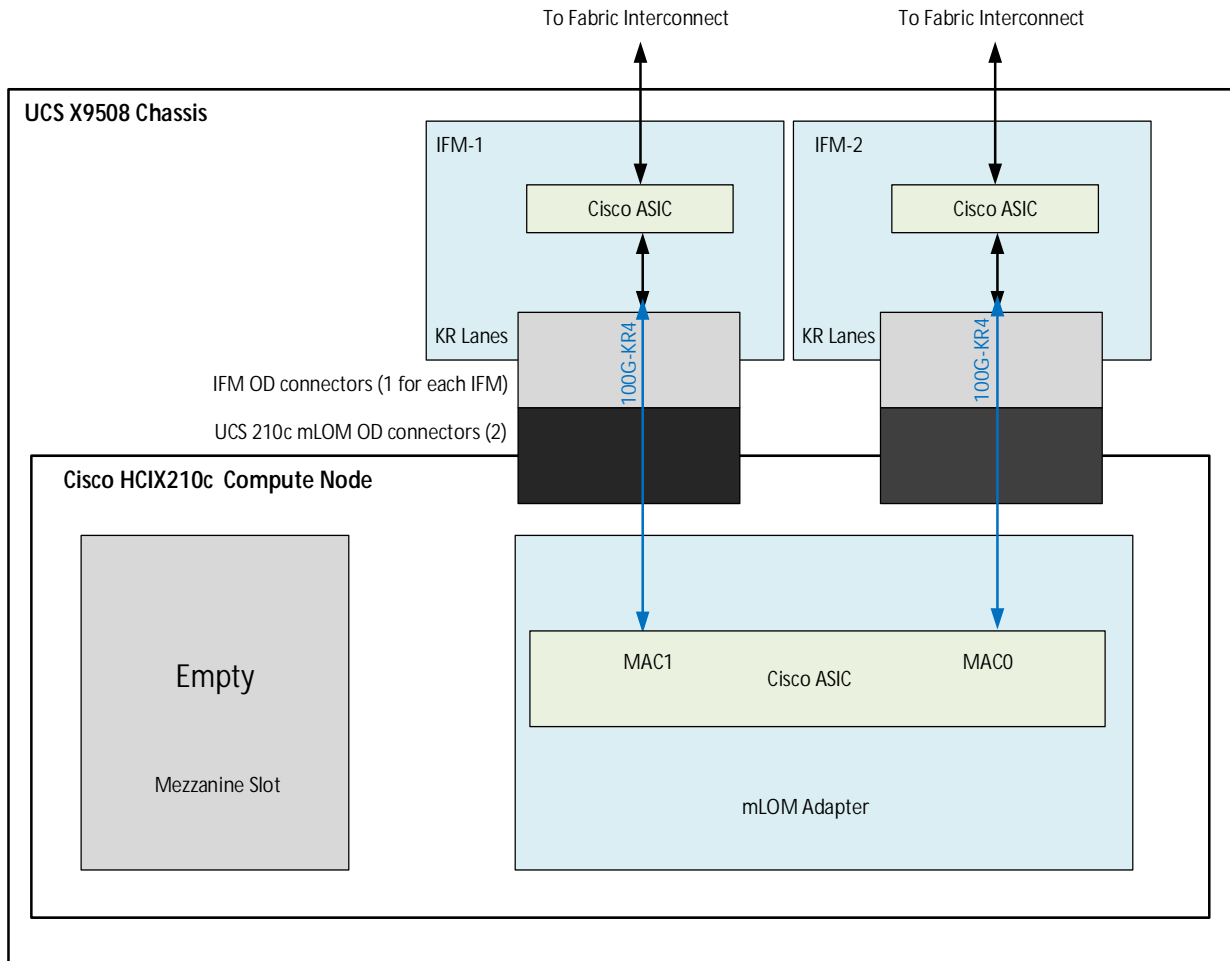 To Fabric Interconnect
To Fabric Interconnect
UCS X9508 Chassis
IFM-1
IFM-2
Cisco ASIC
Cisco ASIC
KR Lanes
100G-KR4
KR Lanes
100G-KR4
IFM OD connectors (1 for each IFM)
UCS 210c mLOM OD connectors (2)
Cisco HCIX210c Compute Node
Empty
Mezzanine Slot
MAC1
MAC0
Cisco ASIC
mLOM Adapter